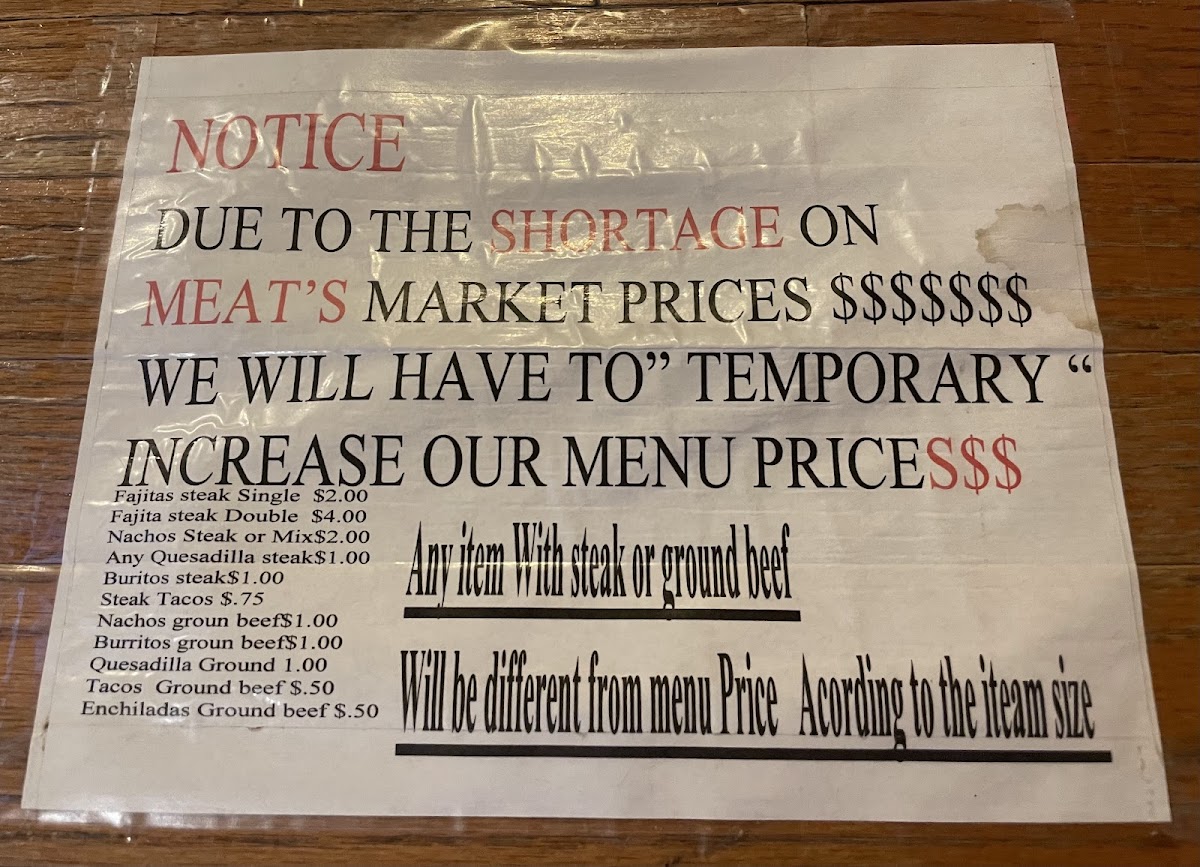 NOTICE
DUE TO THE SHORTAGE ON
MEAT'S MARKET PRICES $$$$$$$
WE WILL HAVE TO” TEMPORARY “
INCREASE OUR MENU PRICES$$
Fajitas steak Single $2.00
Fajita steak Double $4.00
Nachos Steak or Mix$2.00
Any Quesadilla steak$1.00
Buritos steak$1.00
Steak Tacos $.75
Nachos groun beef$1.00
Burritos groun beef$1.00
Quesadilla Ground 1.00
Tacos Ground beef $.50
Enchiladas Ground beef $.50
Any item With steak or ground beef
Will be different from menu Price Acording to the iteam size